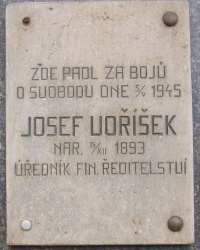 ZDE PADL ZA BOJŮ
O SVOBODU DNE 5/V 1945
JOSEF VOŘÍŠEK
NAR. 15/XII 1893
ÚŘEDNÍK FIN. ŘEDITELSTVÍ